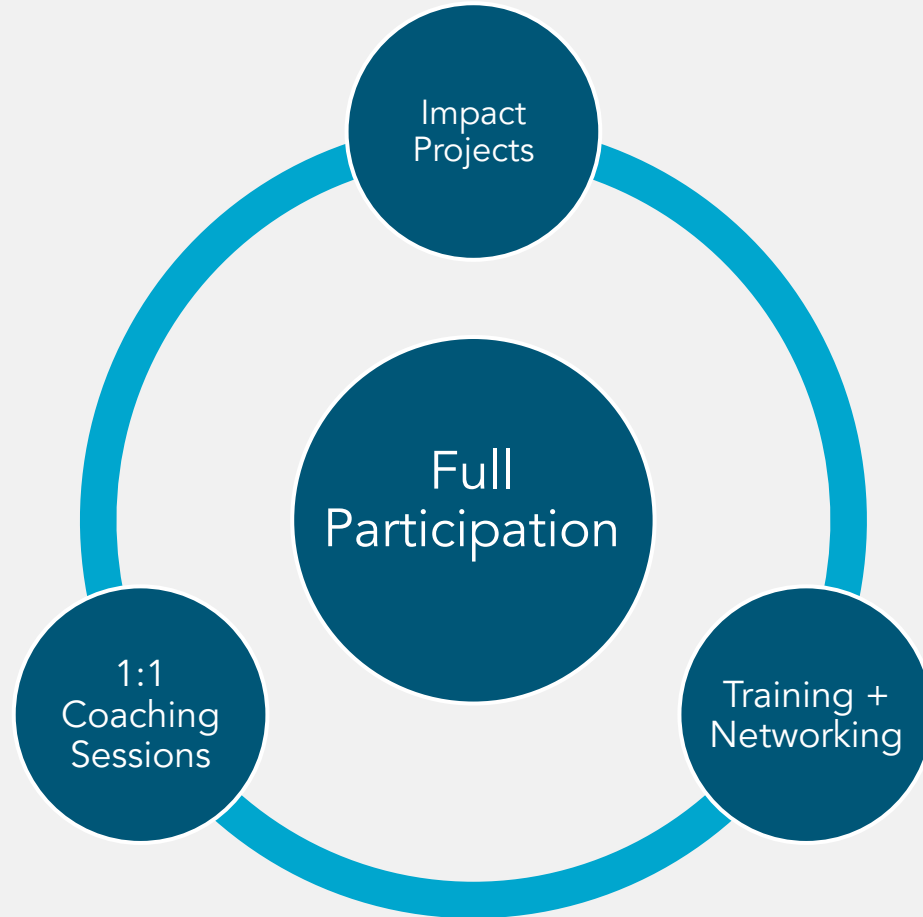 Impact
Projects
Full
Participation
1:1
Coaching
Sessions
Training +
Networking